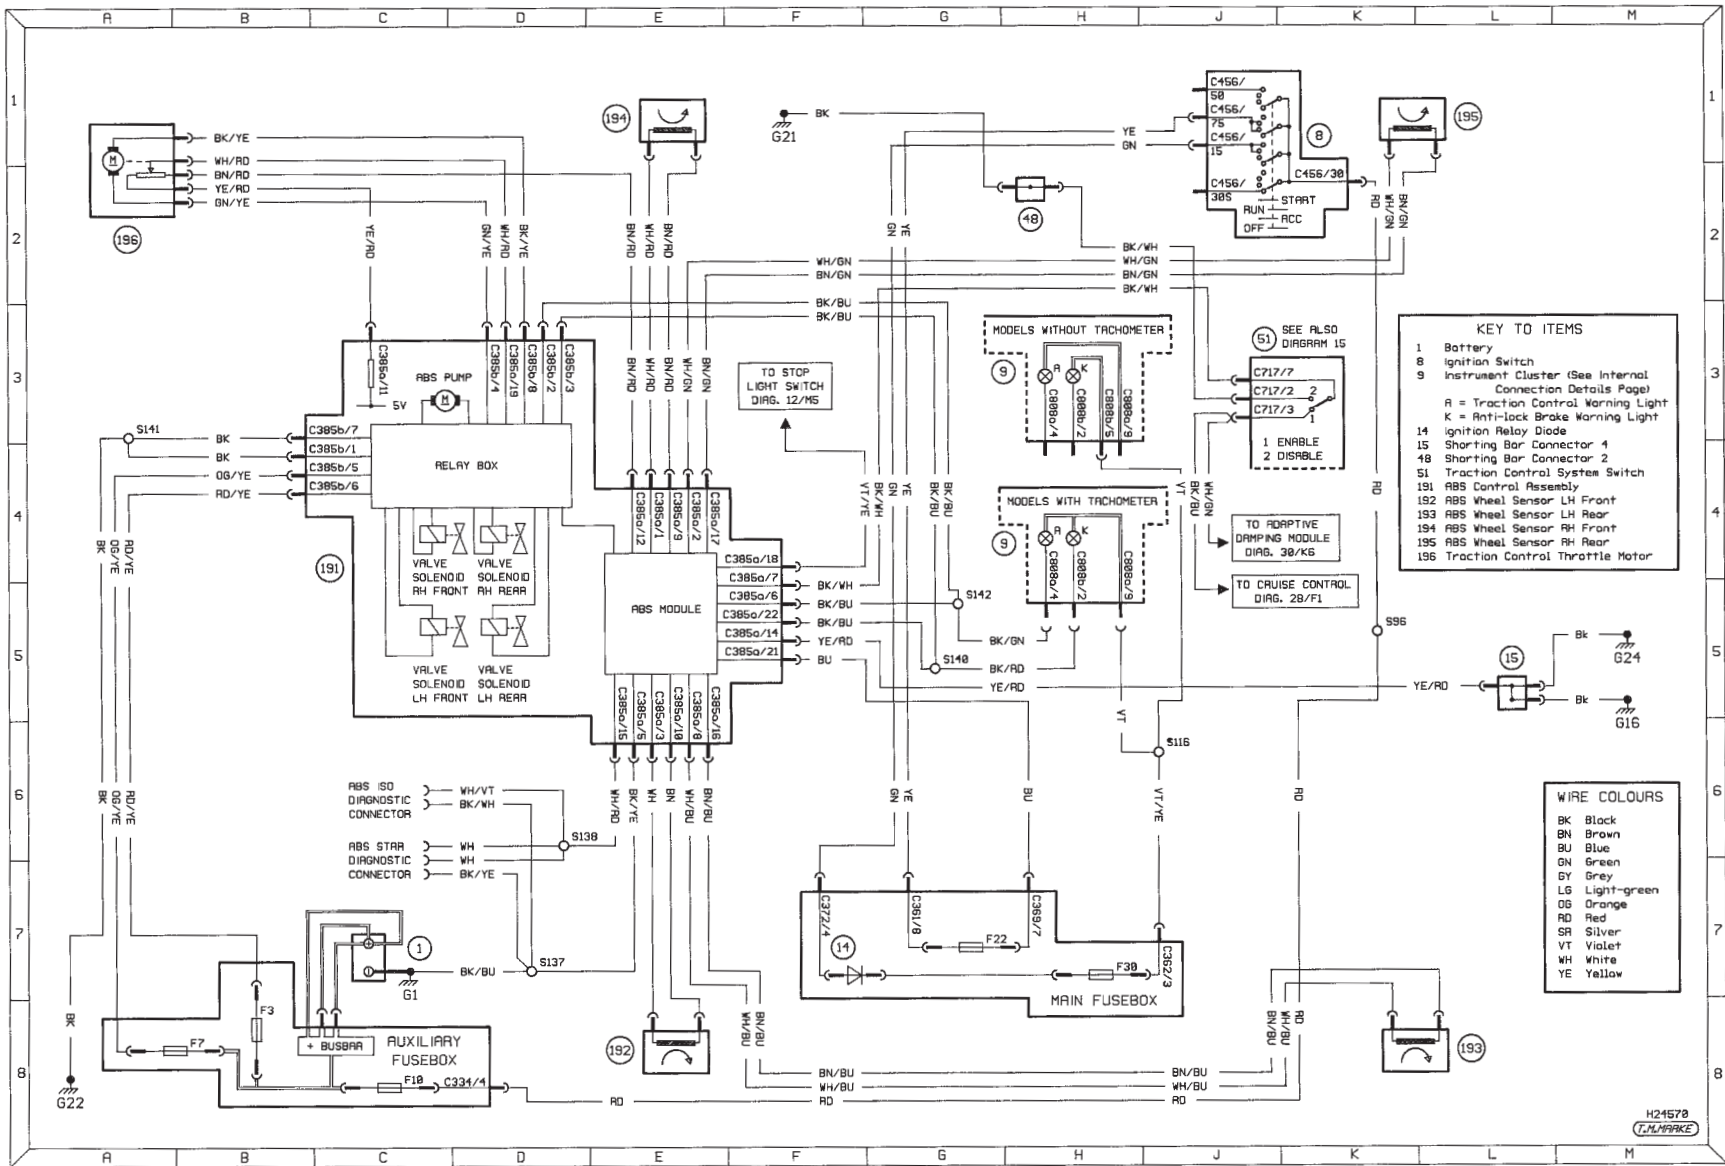 A B C D E F G H J K L M
1
2
3
4
5
6
7
8
1
2
3
4
5
6
7
8
M
196
BK/YE
WH/RD
BN/RD
YE/RD
GN/YE
YE/RD
GN/YE
WH/RD
BK/YE
194
BN/RD
WH/RD
BN/RD
G21
BK
YE
GN
48
GN
YE
C456/
50
C456/
75
C456/
15
C456/
30S
C456/30
START
RUN
ACC
OFF
8
195
RD
WH/GN
BN/GN
BK/WH
WH/GN
BN/GN
BK/WH
WH/GN
BN/GN
BK/BU
BK/BU
C385a/11
5V
ABS PUMP
M
C385b/4
C385b/19
C385b/8
C385b/2
C385b/3
BN/RD
WH/RD
BN/RD
WH/GN
BN/GN
TO STOP
LIGHT SWITCH
DIAG. 12/M5
MODELS WITHOUT TACHOMETER
9
A
K
C808a/4
C808b/2
C808b/5
C808a/9
51
SEE ALSO
DIAGRAM 15
C717/7
C717/2
C717/3
2
1
1 ENABLE
2 DISABLE
KEY TO ITEMS
1 Battery
8 Ignition Switch
9 Instrument Cluster (See Internal
Connection Details Page)
A = Traction Control Warning Light
K = Anti-lock Brake Warning Light
14 Ignition Relay Diode
15 Shorting Bar Connector 4
48 Shorting Bar Connector 2
51 Traction Control System Switch
191 ABS Control Assembly
192 ABS Wheel Sensor LH Front
193 ABS Wheel Sensor LH Rear
194 ABS Wheel Sensor RH Front
195 ABS Wheel Sensor RH Rear
196 Traction Control Throttle Motor
S141
BK
BK
OG/YE
RD/YE
C385b/7
C385b/1
C385b/5
C385b/6
RELAY BOX
191
VALVE
SOLENOID
RH FRONT
VALVE
SOLENOID
RH REAR
VALVE
SOLENOID
LH FRONT
VALVE
SOLENOID
LH REAR
BK
OG/YE
RD/YE
C385a/12
C385a/1
C385a/9
C385a/2
C385a/17
ABS MODULE
C385a/18
C385a/7
C385a/6
C385a/22
C385a/14
C385a/21
BK/WH
BK/BU
BK/BU
YE/RD
BU
VT/YE
BK/WH
GN
YE
BK/BU
BK/BU
S142
S140
BK/GN
BK/RD
YE/RD
MODELS WITH TACHOMETER
9
A
K
C808a/4
C808b/2
C808a/9
VT
BK/BU
WH/GN
TO ADAPTIVE
DAMPING MODULE
DIAG. 30/K6
TO CRUISE CONTROL
DIAG. 28/F1
RD
S96
YE/RD
15
Bk
G24
Bk
G16
C385a/15
C385a/5
C385a/3
C385a/10
C385a/8
C385a/16
VT
S116
BK
OG/YE
RD/YE
ABS ISO
DIAGNOSTIC
CONNECTOR
WH/VT
BK/WH
S138
ABS STAR
DIAGNOSTIC
CONNECTOR
WH
WH
BK/YE
WH/RD
BK/YE
WH
BN
WH/BU
BN/BU
GN
YE
BU
VT/YE
RD
WIRE COLOURS
BK Black
BN Brown
BU Blue
GN Green
GY Grey
LG Light-green
OG Orange
RD Red
SR Silver
VT Violet
WH White
YE Yellow
1
G1
BK/BU
S137
C372/4
C361/8
C369/7
C362/3
14
F22
F30
MAIN FUSEBOX
BK
G22
F7
F3
+ BUSBAR
AUXILIARY
FUSEBOX
F10
C334/4
192
WH/BU
BN/BU
BN/BU
WH/BU
RD
RD
BN/BU
WH/BU
RD
BN/BU
WH/BU
RD
193
H24570
T.M.MARKE
A B C D E F G H J K L M